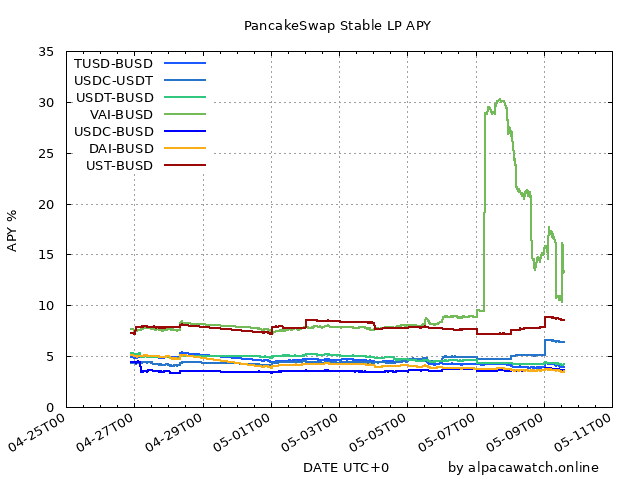 PancakeSwap Stable LP APY
35
30
25
20
15
10
5
0
APY %
TUSD-BUSD
USDC-USDT
USDT-BUSD
VAI-BUSD
USDC-BUSD
DAI-BUSD
UST-BUSD
04-25T00
04-27T00
04-29T00
05-01T00
05-03T00
05-05T00
05-07T00
05-09T00
05-11T00
DATE UTC+0
by alpacawatch.online